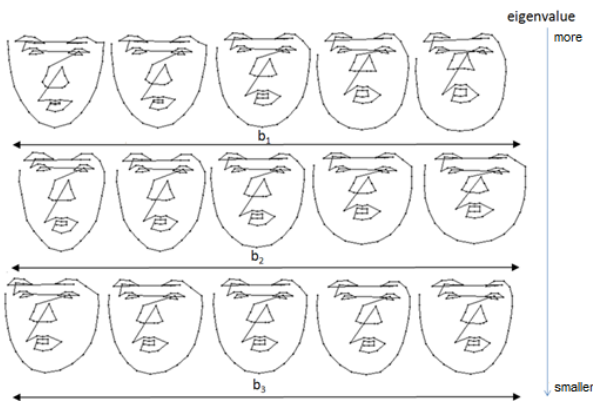 eigenvalue
more
b₁
b₂
b₃
smaller